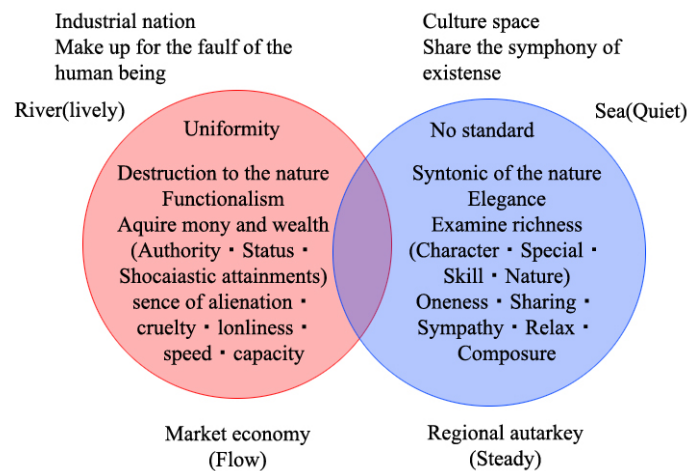 Industrial nation
Make up for the faulf of the
human being
Culture space
Share the symphony of
existense
River(lively)
Sea(Quiet)
Uniformity
Destruction to the nature
Functionalism
Aquire mony and wealth
(Authority・Status・
Shocaiastic attainments)
sence of alienation・
cruelty・lonliness・
speed・capacity
No standard
Syntonic of the nature
Elegance
Examine richness
(Character・Special・
Skill・Nature)
Oneness・Sharing・
Sympathy・Relax・
Composure
Market economy
(Flow)
Regional autarkey
(Steady)